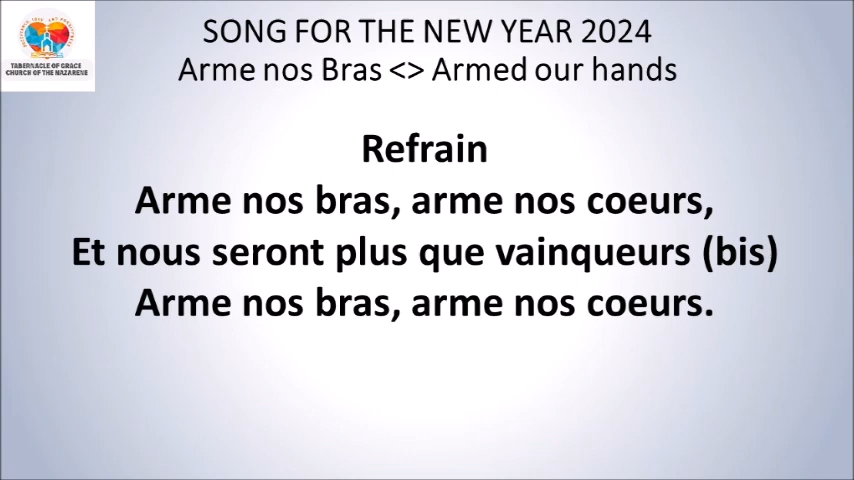 SONG FOR THE NEW YEAR 2024
Arme nos Bras <> Armed our hands
TABERNACLE OF GRACE
CHURCH OF THE NAZARENE
Refrain
Arme nos bras, arme nos coeurs,
Et nous seront plus que vainqueurs (bis)
Arme nos bras, arme nos coeurs.